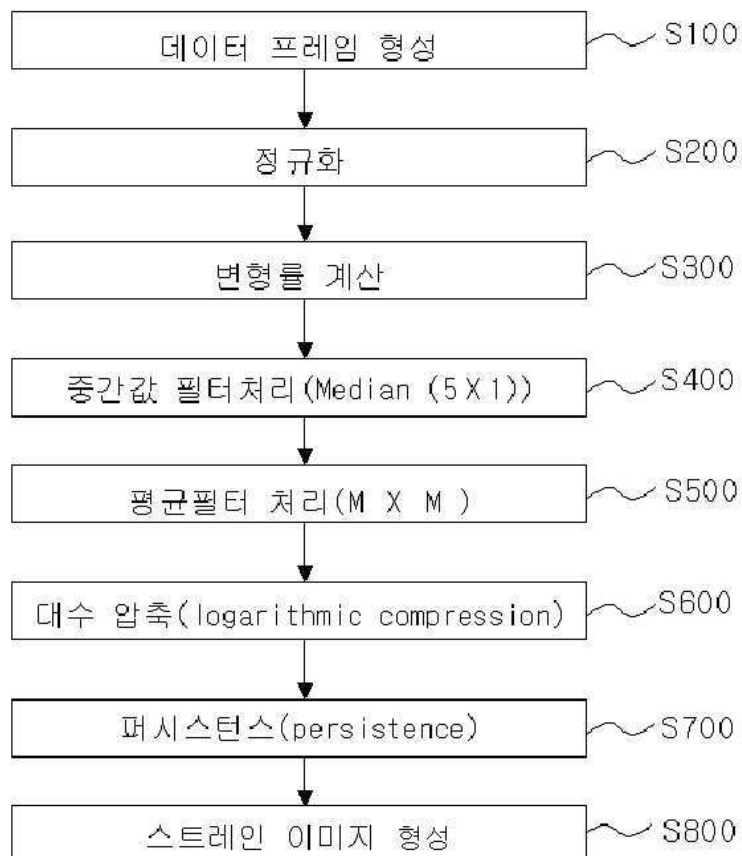 데이터 프레임 형성 S100
정규화 S200
변형률 계산 S300
중간값 필터처리(Median (5X1)) S400
평균필터 처리(M X M ) S500
대수 압축(logarithmic compression) S600
퍼시스턴스(persistence) S700
스트레인 이미지 형성 S800